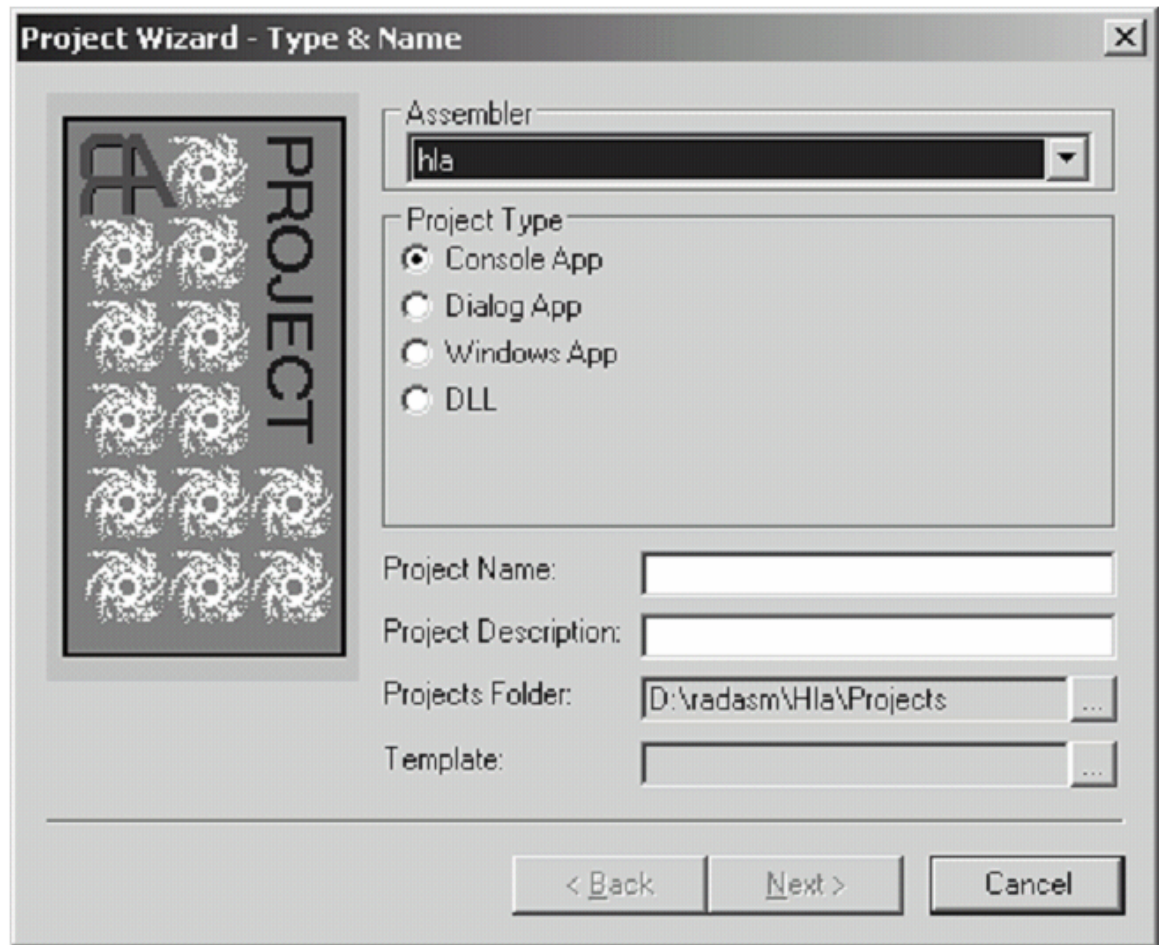 Project Wizard - Type & Name
RA
PROJECT
Assembler
hla
Project Type
Console App
Dialog App
Windows App
DLL
Project Name:
Project Description:
Projects Folder:
D:\radasm\Hla\Projects
...
Template:
...
< Back
Next >
Cancel